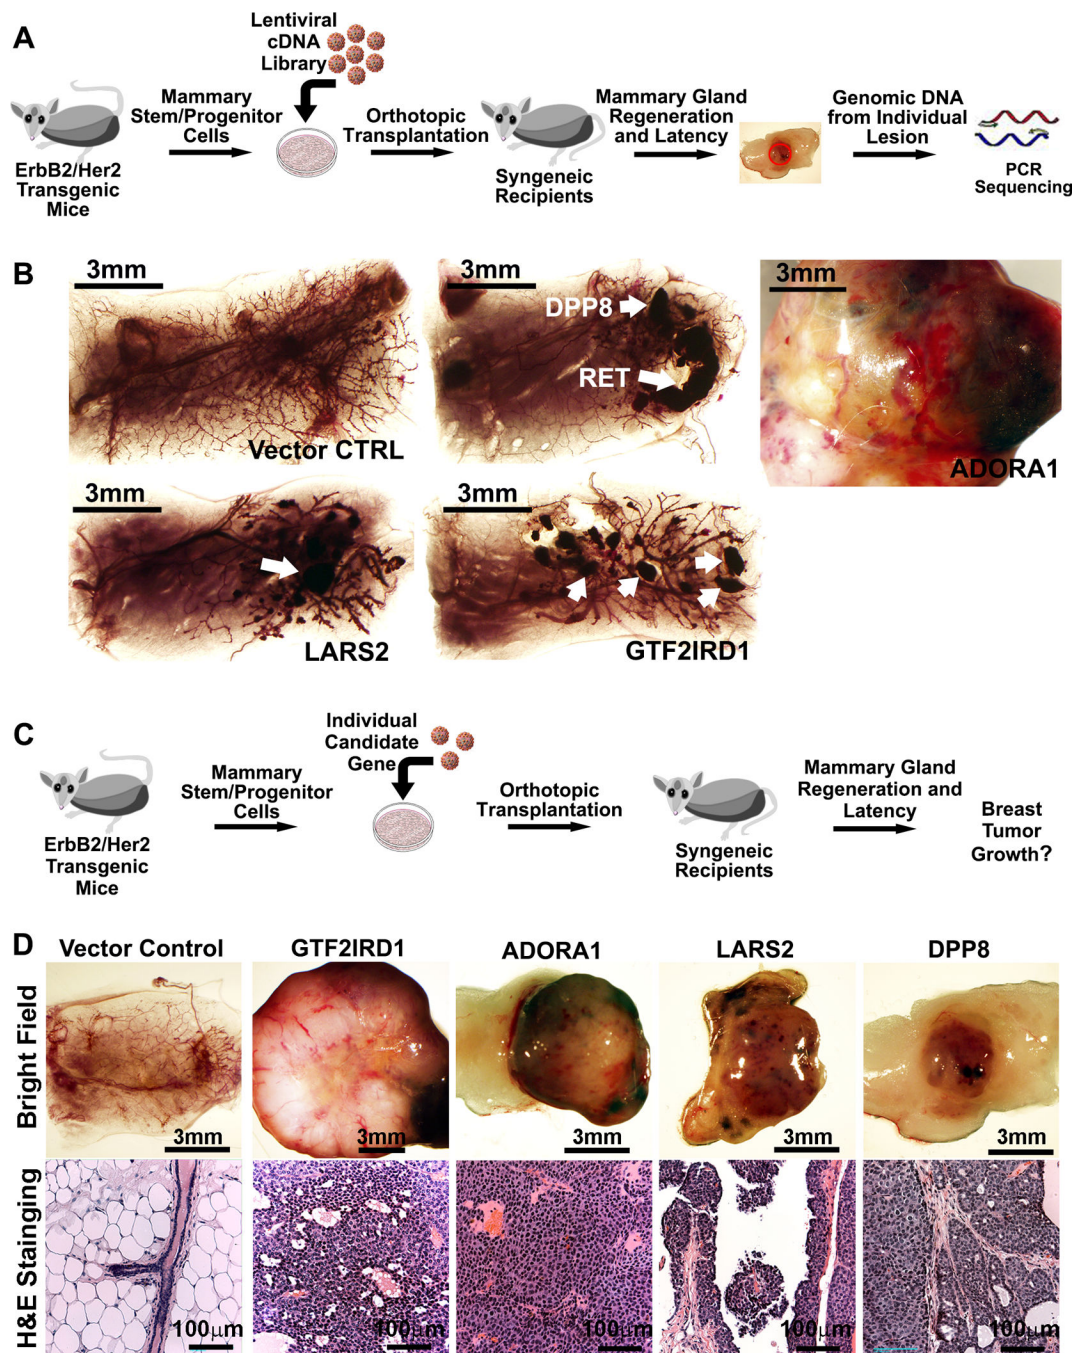 A
Lentiviral
cDNA
Library
Mammary
Stem/Progenitor
Cells
Orthotopic
Transplantation
Mammary Gland
Regeneration
and Latency
Genomic DNA
from Individual
Lesion
ErbB2/Her2
Transgenic
Mice
Syngeneic
Recipients
PCR
Sequencing
B
3mm
Vector CTRL
3mm
DPP8
RET
3mm
ADORA1
3mm
LARS2
3mm
GTF2IRD1
C
Individual
Candidate
Gene
Mammary
Stem/Progenitor
Cells
Orthotopic
Transplantation
Mammary Gland
Regeneration and
Latency
ErbB2/Her2
Transgenic
Mice
Syngeneic
Recipients
Breast
Tumor
Growth?
D
Vector Control
GTF2IRD1
ADORA1
LARS2
DPP8
Bright Field
3mm
3mm
3mm
3mm
3mm
H&E Stainging
100μm
100μm
100μm
100μm
100μm